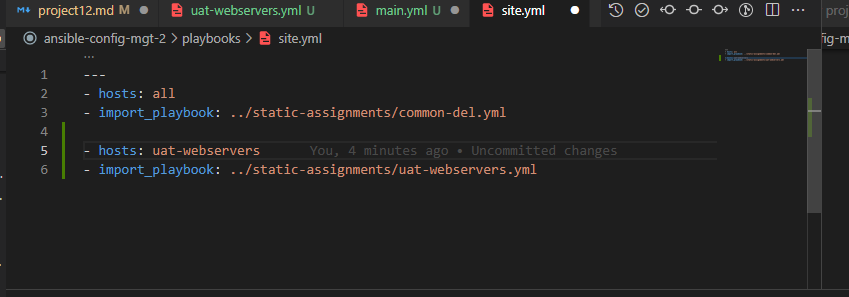 project12.md M
uat-webservers.yml U
main.yml U
site.yml
ansible-config-mgt-2 > playbooks > site.yml
...
1 ---
2 - hosts: all
3 - import_playbook: ../static-assignments/common-del.yml
4
5 - hosts: uat-webservers You, 4 minutes ago • Uncommitted changes
6 - import_playbook: ../static-assignments/uat-webservers.yml
proje
fig-m